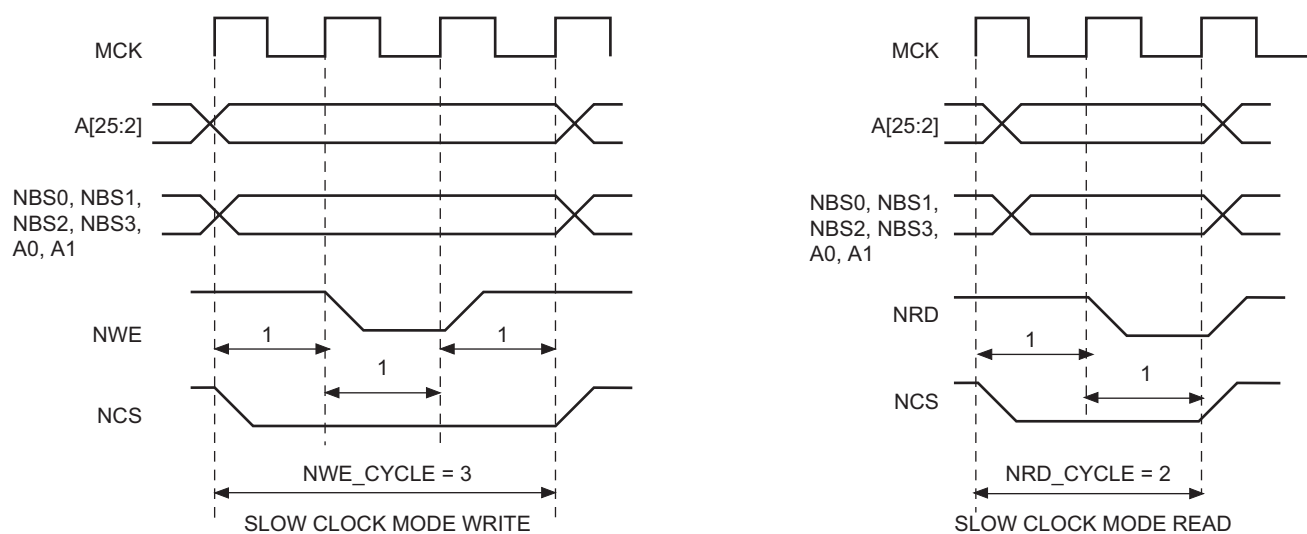 MCK
A[25:2]
NBS0, NBS1,
NBS2, NBS3,
A0, A1
NWE
1
1
1
NCS
NWE_CYCLE = 3
SLOW CLOCK MODE WRITE
MCK
A[25:2]
NBS0, NBS1,
NBS2, NBS3,
A0, A1
NRD
1
1
NCS
NRD_CYCLE = 2
SLOW CLOCK MODE READ